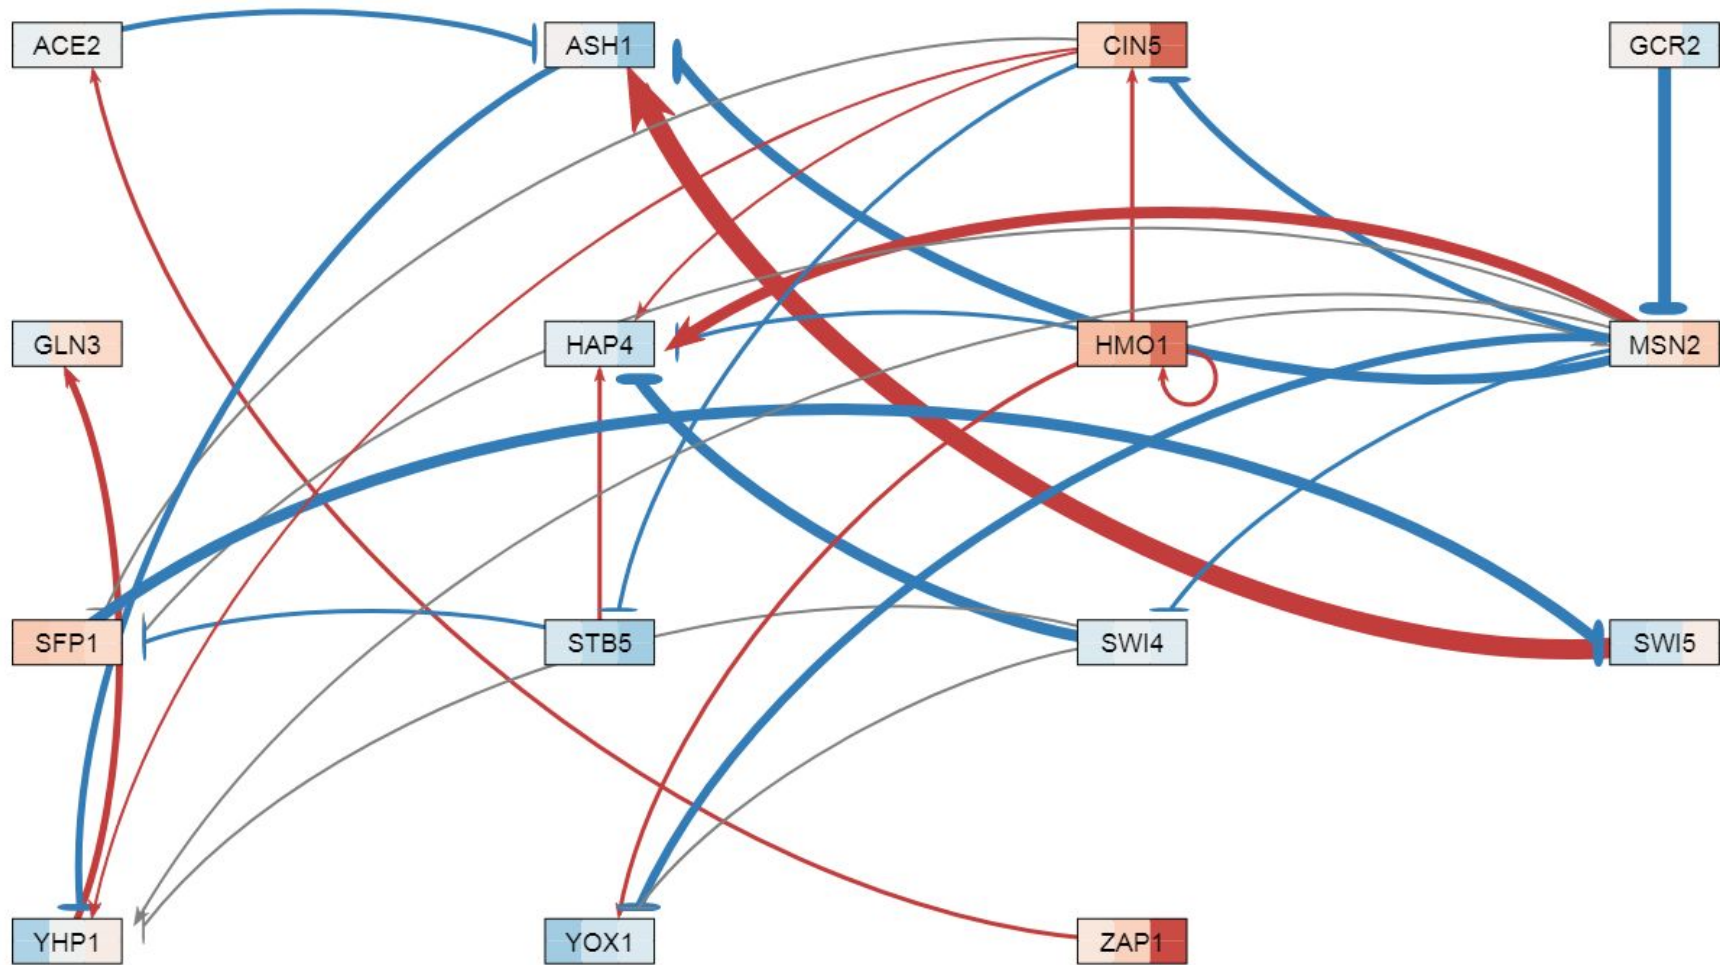 ACE2 ASH1 CIN5 GCR2
GLN3 HAP4 HMO1 MSN2
SFP1 STB5 SWI4 SWI5
YHP1 YOX1 ZAP1